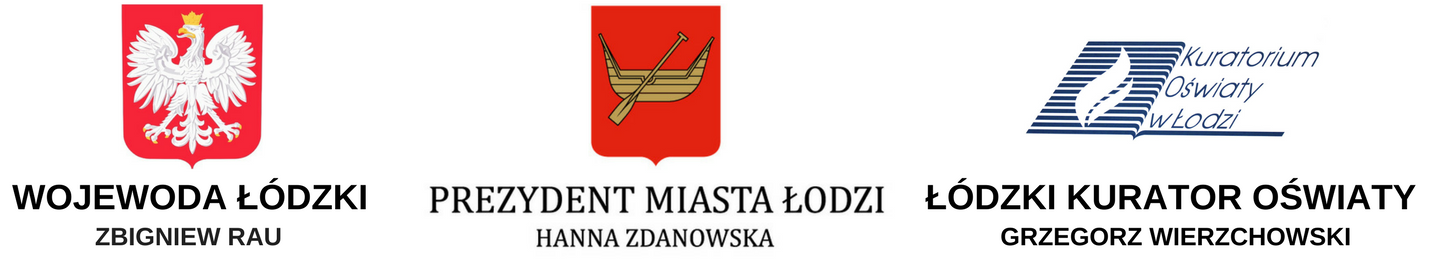 WOJEWODA ŁÓDZKI
ZBIGNIEW RAU
PREZYDENT MIASTA ŁODZI
HANNA ZDANOWSKA
Kuratorium
Oświaty
w Łodzi
ŁÓDZKI KURATOR OŚWIATY
GRZEGORZ WIERZCHOWSKI